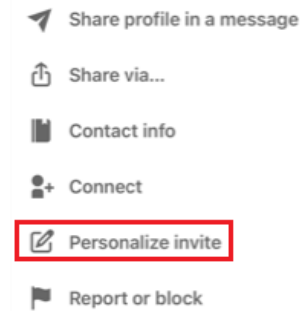 Share profile in a message
Share via...
Contact info
Connect
Personalize invite
Report or block